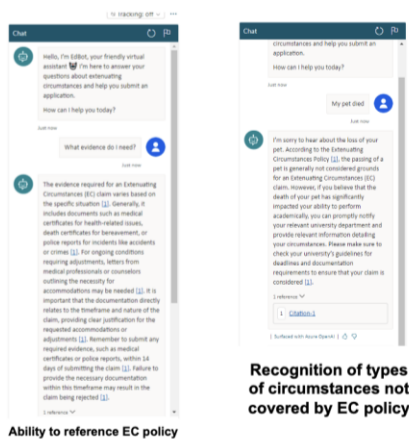 tracking: off
Chat
Hello, I'm EdBot, your friendly virtual
assistant 🐺 I'm here to answer your
questions about extenuating
circumstances and help you submit an
application.
How can I help you today?
Just now
What evidence do I need?
Just now
The evidence required for an Extenuating
Circumstances (EC) claim varies based on
the specific situation [1]. Generally, it
includes documents such as medical
certificates for health-related issues,
death certificates for bereavement, or
police reports for incidents like accidents
or crimes [1]. For ongoing conditions
requiring adjustments, letters from
medical professionals or counselors
outlining the necessity for
accommodations may be needed [1]. It is
important that the documentation directly
relates to the timeframe and nature of the
claim, providing clear justification for the
requested accommodations or
adjustments [1]. Remember to submit any
required evidence, such as medical
certificates or police reports, within 14
days of submitting the claim [1]. Failure to
provide the necessary documentation
within this timeframe may result in the
claim being rejected [1].
1 reference
Ability to reference EC policy
Chat
circumstances and help you submit an
application.
How can I help you today?
Just now
My pet died
Just now
I'm sorry to hear about the loss of your
pet. According to the Extenuating
Circumstances Policy [1], the passing of a
pet is generally not considered grounds
for an Extenuating Circumstances (EC)
claim. However, if you believe that the
death of your pet has significantly
impacted your ability to perform
academically, you can promptly notify
your relevant university department and
provide relevant information detailing
your circumstances. Please make sure to
check your university's guidelines for
deadlines and documentation
requirements to ensure that your claim is
considered [1].
1 reference
1 Citation-1
Surfaced with Azure OpenAI
Recognition of types
of circumstances not
covered by EC policy